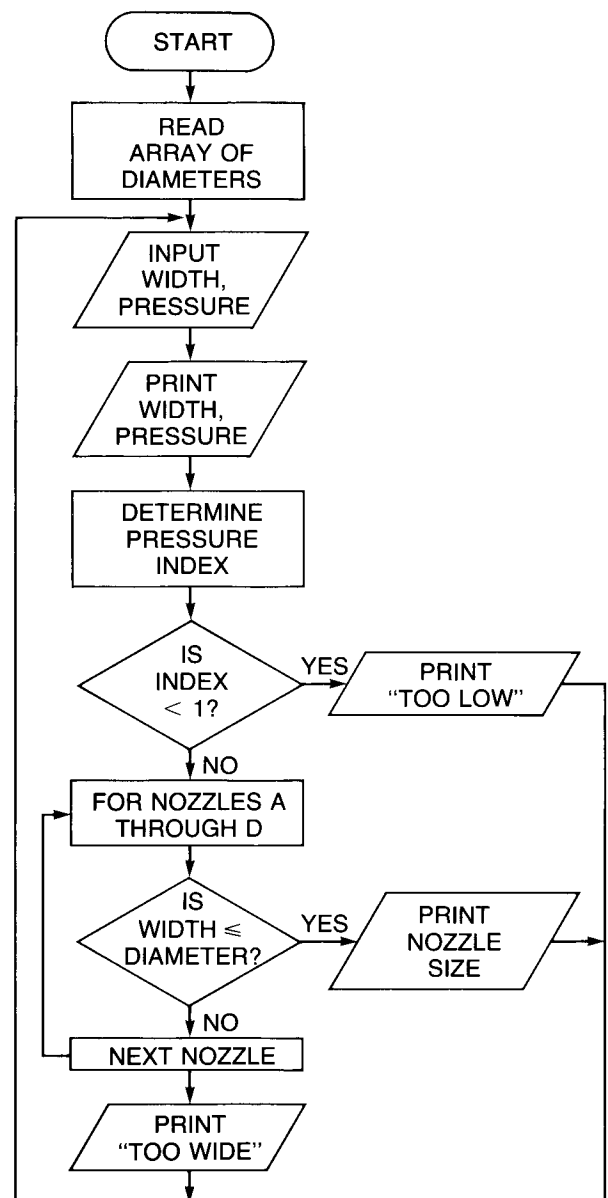 START
READ
ARRAY OF
DIAMETERS
INPUT
WIDTH,
PRESSURE
PRINT
WIDTH,
PRESSURE
DETERMINE
PRESSURE
INDEX
IS
INDEX
< 1?
YES
PRINT
“TOO LOW”
NO
FOR NOZZLES A
THROUGH D
IS
WIDTH ≤
DIAMETER?
YES
PRINT
NOZZLE
SIZE
NO
NEXT NOZZLE
PRINT
“TOO WIDE”